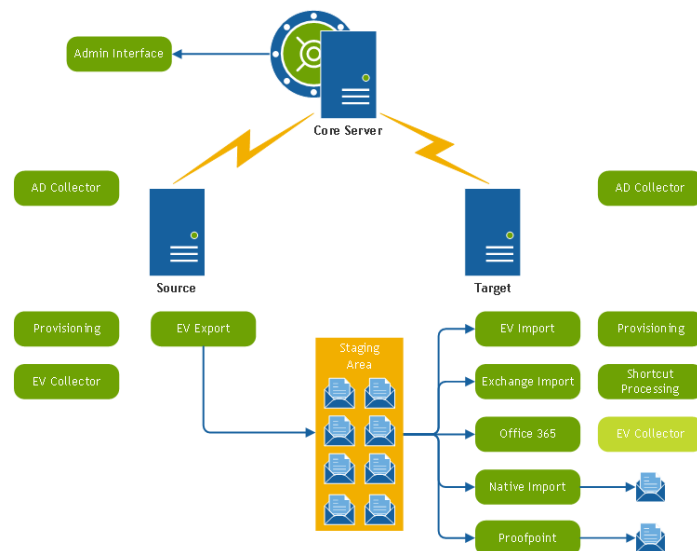 Admin Interface
Core Server
AD Collector
AD Collector
Source
Target
Provisioning
EV Export
Staging
Area
EV Import
Provisioning
EV Collector
Exchange Import
Shortcut
Processing
Office 365
EV Collector
Native Import
Proofpoint